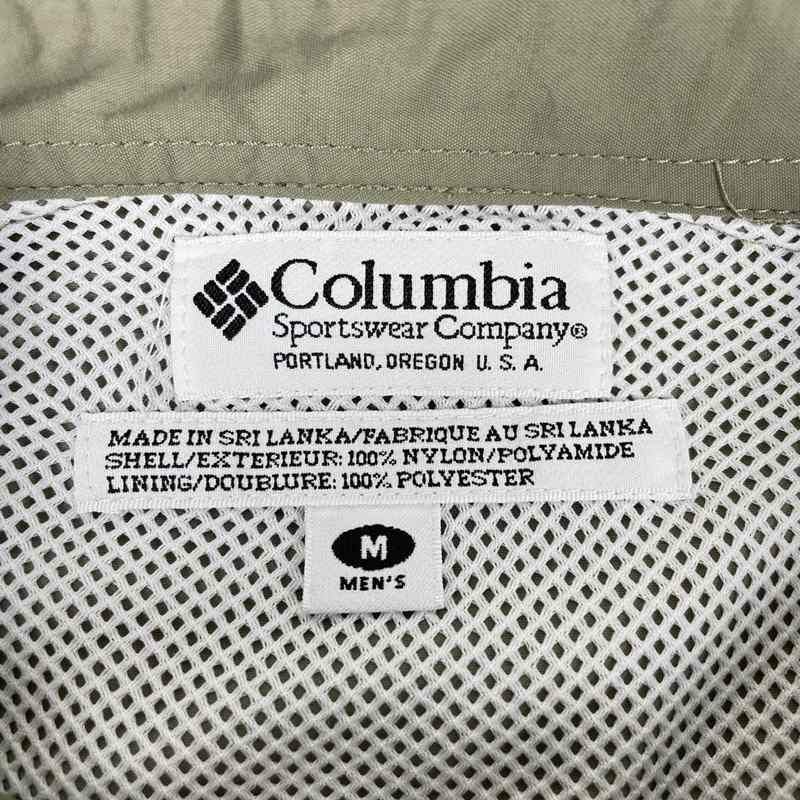 Columbia
Sportswear Company®
PORTLAND, OREGON U. S. A.
MADE IN SRI LANKA/FABRIQUE AU SRI LANKA
SHELL/EXTERIEUR: 100% NYLON/POLYAMIDE
LINING/DOUBLURE: 100% POLYESTER
M
MEN'S